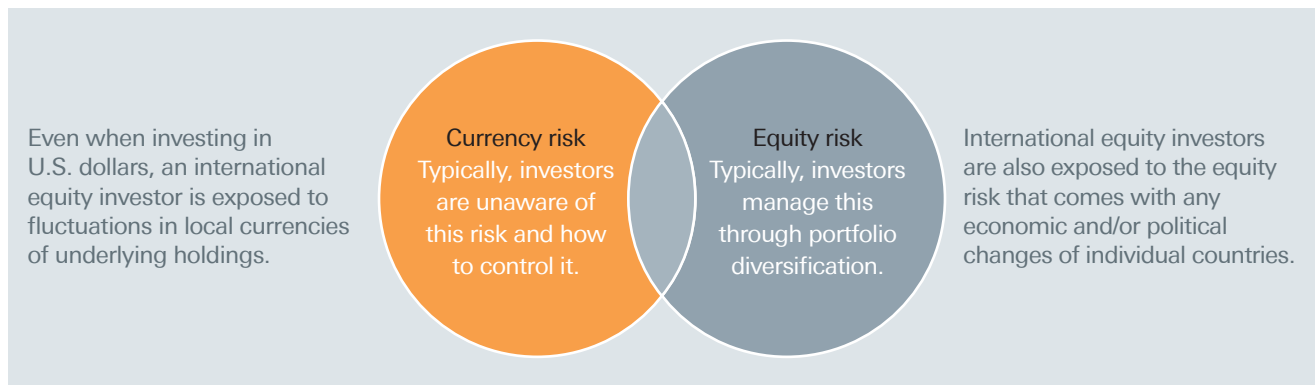 Even when investing in
U.S. dollars, an international
equity investor is exposed to
fluctuations in local currencies
of underlying holdings.
Currency risk
Typically, investors
are unaware of
this risk and how
to control it.
Equity risk
Typically, investors
manage this
through portfolio
diversification.
International equity investors
are also exposed to the equity
risk that comes with any
economic and/or political
changes of individual countries.